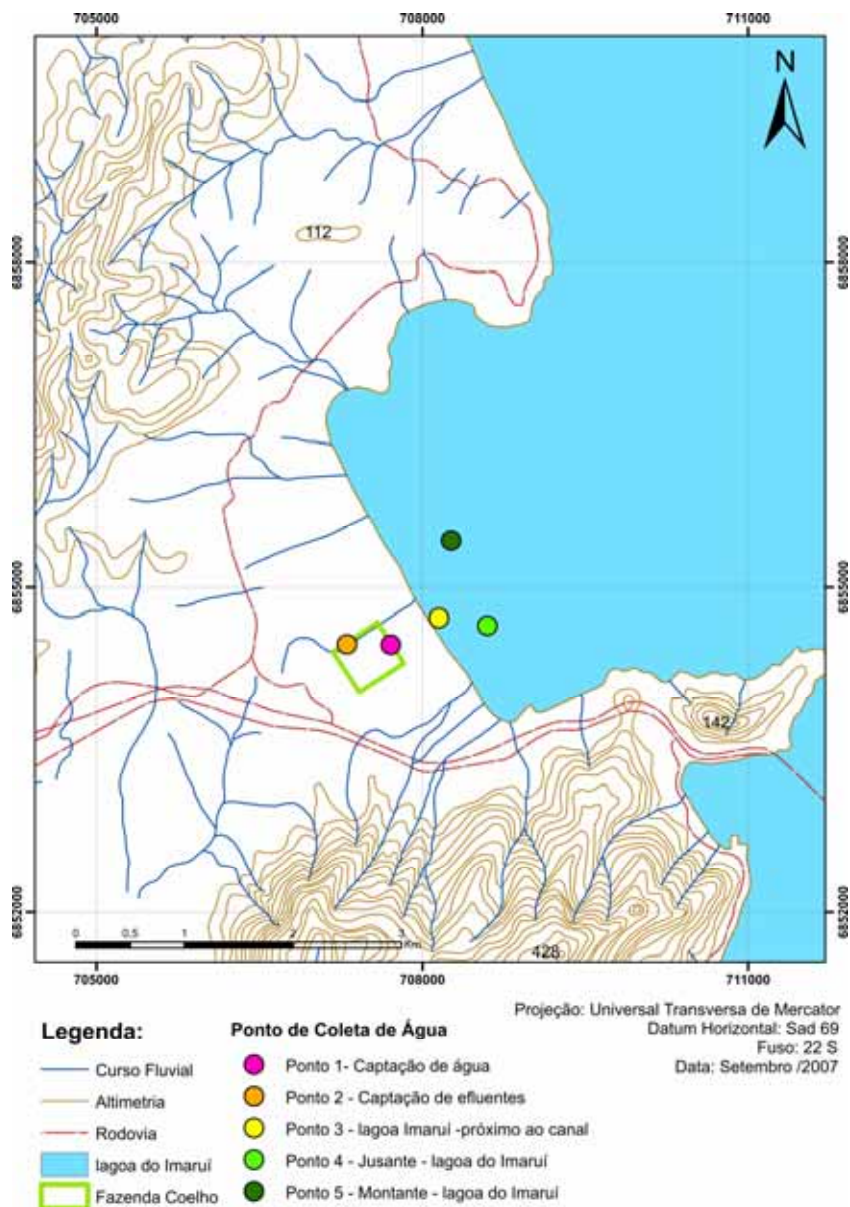 705000 708000 711000
N
112
6858000 6858000
6855000 6855000
142
6852000 6852000
0 0.5 1 2 3 Km
428
705000 708000 711000
Legenda:
Curso Fluvial
Altimetria
Rodovia
lagoa do Imaruí
Fazenda Coelho
Ponto de Coleta de Água
Ponto 1- Captação de água
Ponto 2 - Captação de efluentes
Ponto 3 - lagoa Imaruí -próximo ao canal
Ponto 4 - Jusante - lagoa do Imaruí
Ponto 5 - Montante - lagoa do Imaruí
Projeção: Universal Transversa de Mercator
Datum Horizontal: Sad 69
Fuso: 22 S
Data: Setembro /2007